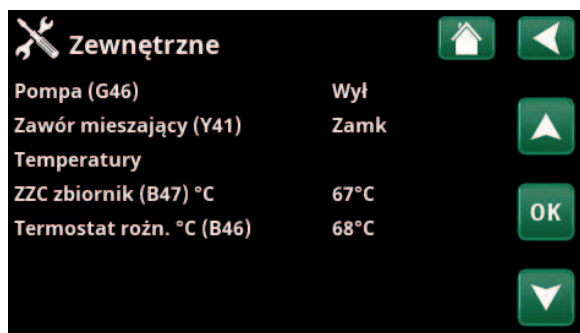 Zewnętrzne
Pompa (G46) Wył
Zawór mieszający (Y41) Zamk
Temperatury
ZZC zbiornik (B47) °C 67°C
Termostat rożn. °C (B46) 68°C
OK